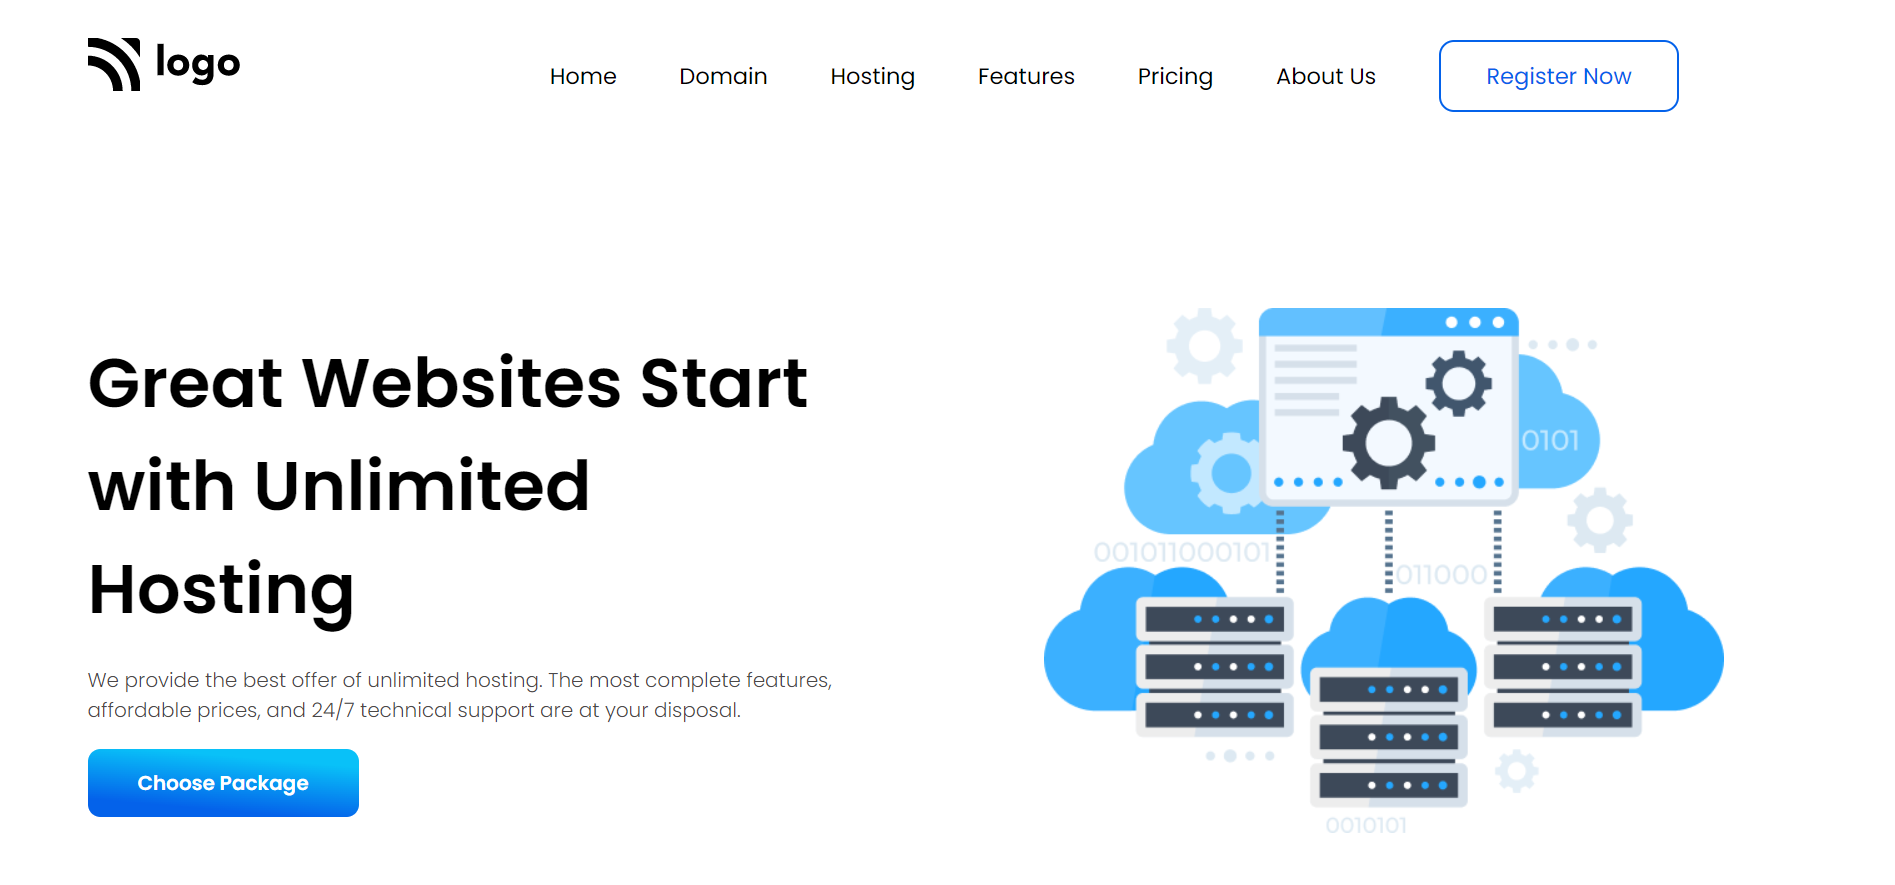 logo
Home Domain Hosting Features Pricing About Us Register Now
Great Websites Start
with Unlimited
Hosting
We provide the best offer of unlimited hosting. The most complete features,
affordable prices, and 24/7 technical support are at your disposal.
Choose Package
0101
001011000101
011000
0010101